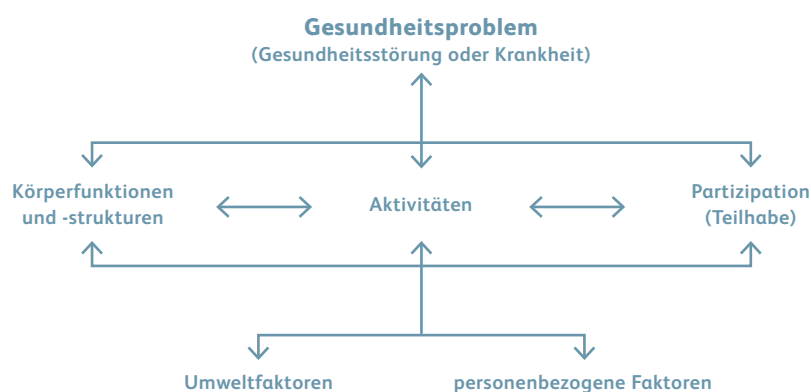 Gesundheitsproblem
(Gesundheitsstörung oder Krankheit)
Körperfunktionen
und -strukturen
Aktivitäten
Partizipation
(Teilhabe)
Umweltfaktoren
personenbezogene Faktoren